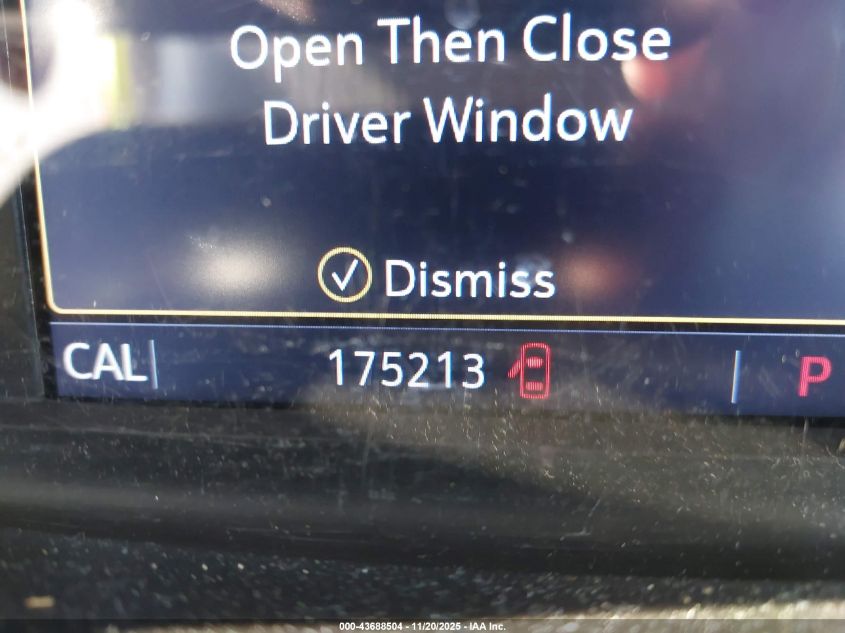 Open Then Close
Driver Window
Dismiss
CAL 175213 P
000-43688504 - 11/20/2025 - IAA Inc.